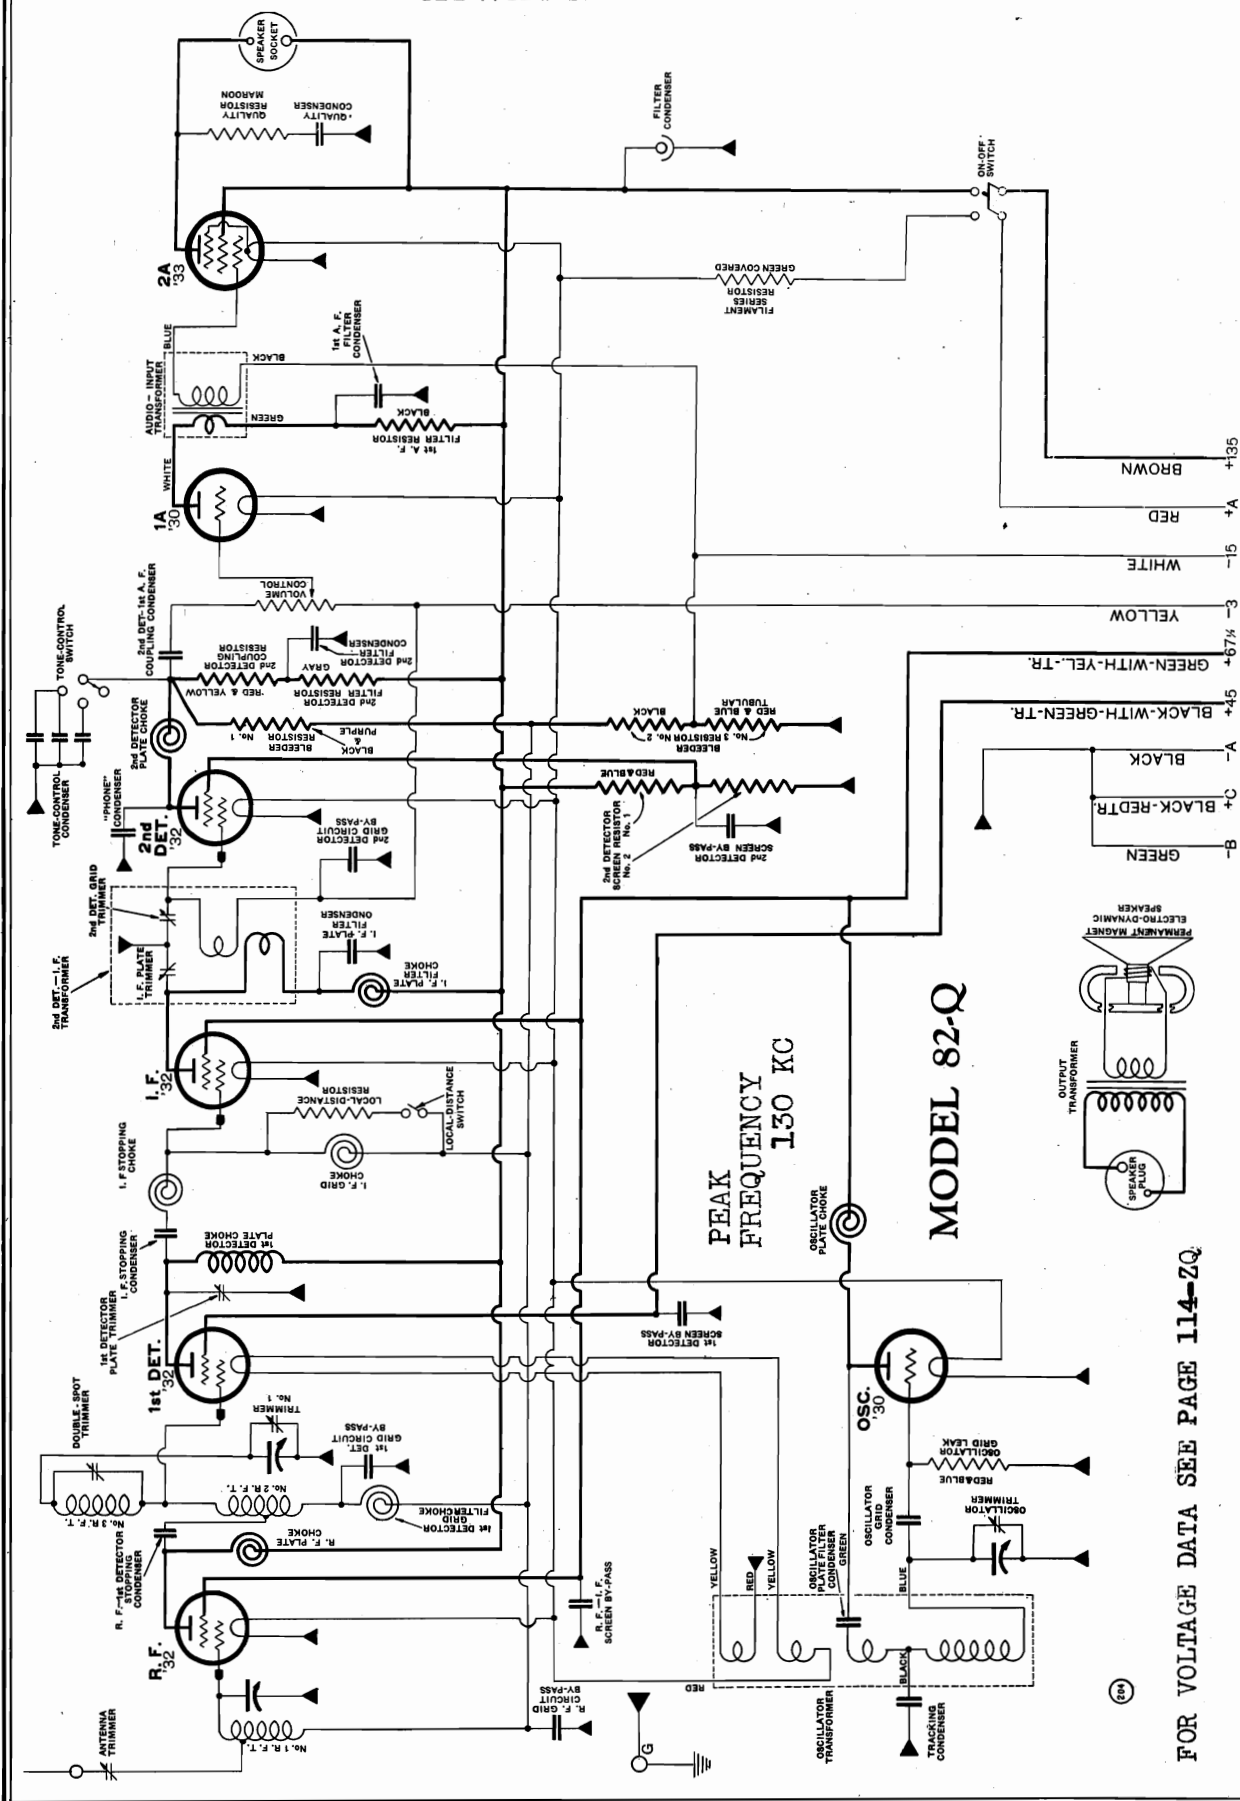 ANTENNA
TRIMMER
No. 1 R. F. T.
R. F. GRID
CIRCUIT
BY-PASS
G
R. F.
'32
R. F.—1st DETECTOR
STOPPING
CONDENSER
R. F. PLATE
CHOKE
R. F.—I. F.
SCREEN BY-PASS
DOUBLE-SPOT
TRIMMER
No. 3 R. F. T.
No. 2 R. F. T.
TRIMMER
No. 1
1st DET.
GRID CIRCUIT
BY-PASS
1st DETECTOR
GRID
FILTER CHOKE
1st DET.
'32
1st DETECTOR
PLATE TRIMMER
I. F. STOPPING
CONDENSER
1st DETECTOR
PLATE CHOKE
1st DETECTOR
SCREEN BY-PASS
I. F STOPPING
CHOKE
I. F. GRID
CHOKE
LOCAL-DISTANCE
RESISTOR
LOCAL-DISTANCE
SWITCH
I. F.
'32
2nd DET.—I. F.
TRANSFORMER
I. F. PLATE
TRIMMER
2nd DET. GRID
TRIMMER
I. F. PLATE
FILTER
CHOKE
I. F. PLATE
FILTER
ONDENSER
2nd DETECTOR
GRID CIRCUIT
BY-PASS
2nd
DET.
'32
"PHONE"
CONDENSER
TONE-CONTROL
CONDENSER
TONE-CONTROL
SWITCH
2nd DETECTOR
PLATE CHOKE
No. 1
BLEEDER
RESISTOR
BLACK
&
PURPLE
RED & YELLOW
2nd DETECTOR
COUPLING
RESISTOR
2nd DETECTOR
FILTER RESISTOR
GRAY
2nd DETECTOR
FILTER
CONDENSER
2nd DET-1st A. F.
COUPLING CONDENSER
VOLUME
CONTROL
BLEEDER
No. 3 RESISTOR No. 2
BLACK
RED & BLUE
TUBULAR
RED&BLUE
2nd DETECTOR
SCREEN RESISTOR
No. 2
No. 1
2nd DETECTOR
SCREEN BY-PASS
1A
'30
WHITE
AUDIO-INPUT
TRANSFORMER
BLUE
GREEN
BLACK
1st A. F.
FILTER RESISTOR
BLACK
1st A. F.
FILTER
CONDENSER
2A
'33
QUALITY
RESISTOR
MAROON
QUALITY
CONDENSER
SPEAKER
SOCKET
FILTER
CONDENSER
FILAMENT
SERIES
RESISTOR
GREEN COVERED
ON-OFF
SWITCH
BROWN
+135
RED
+A
WHITE
-15
YELLOW
-3
GREEN-WITH-YEL.-TR.
+67½
BLACK-WITH-GREEN-TR.
+45
BLACK
-A
BLACK-RED TR.
+C
GREEN
-B
PERMANENT MAGNET
ELECTRO-DYNAMIC
SPEAKER
OUTPUT
TRANSFORMER
SPEAKER
PLUG
PEAK
FREQUENCY
130 KC
MODEL 82-Q
OSCILLATOR
PLATE CHOKE
OSC.
'30
RED&BLUE
OSCILLATOR
GRID LEAK
OSCILLATOR
TRIMMER
OSCILLATOR
GRID
CONDENSER
OSCILLATOR
PLATE FILTER
CONDENSER
GREEN
BLUE
YELLOW
RED
YELLOW
RED
BLACK
OSCILLATOR
TRANSFORMER
TRACKING
CONDENSER
204
FOR VOLTAGE DATA SEE PAGE 114-ZQ